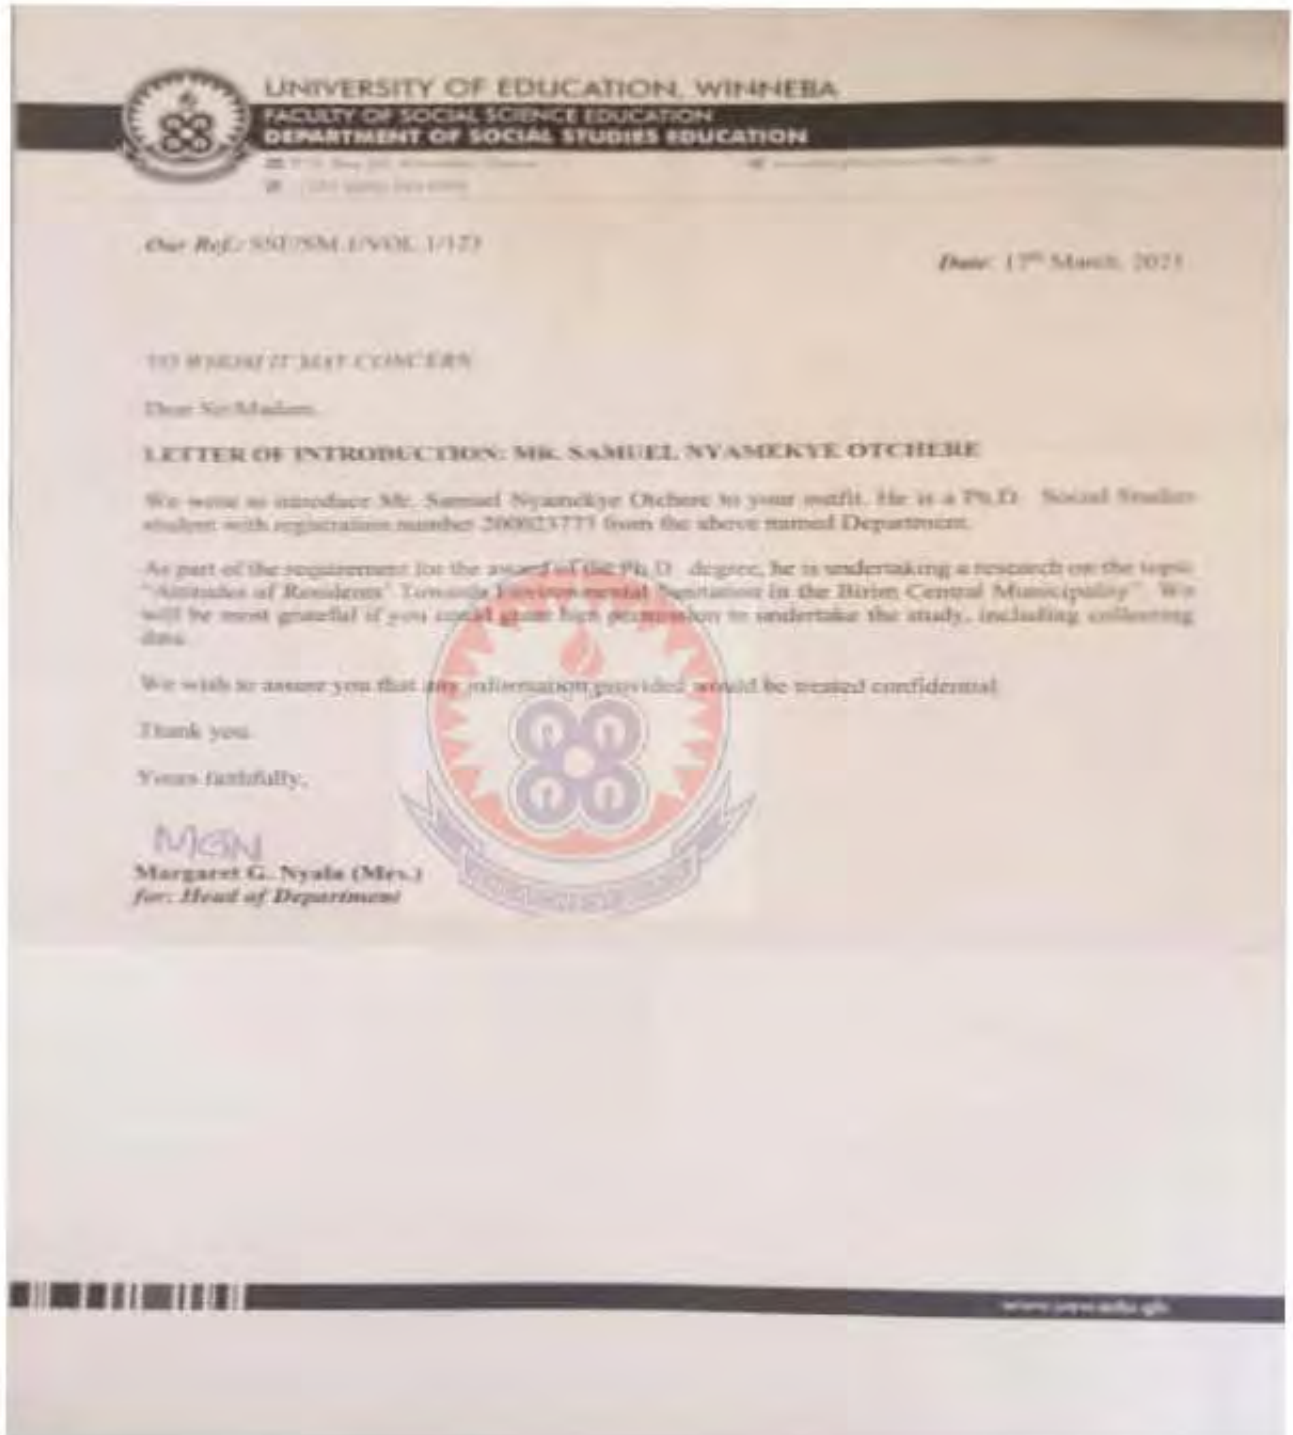 UNIVERSITY OF EDUCATION, WINNEBA
FACULTY OF SOCIAL SCIENCE EDUCATION
DEPARTMENT OF SOCIAL STUDIES EDUCATION
Our Ref.:
Date: 17th March,
TO WHOM IT MAY CONCERN
Dear Sir/Madam,
LETTER OF INTRODUCTION: MR. SAMUEL NYAMEKYE OTCHERE
We write to introduce Mr. Samuel Nyamekye Otchere to your outfit. He is a Ph.D. Social Studies
student with registration number from the above named Department.
As part of the requirement for the award of the Ph.D. degree, he is undertaking a research on the topic
"Attitudes of Residents' Towards Environmental Sanitation in the Birim Central Municipality". We
will be most grateful if you could grant him permission to undertake the study, including collecting
data.
We wish to assure you that any information provided would be treated confidential.
Thank you.
Yours faithfully,
MGN
Margaret G. Nyala (Mrs.)
for: Head of Department
www.uew.edu.gh